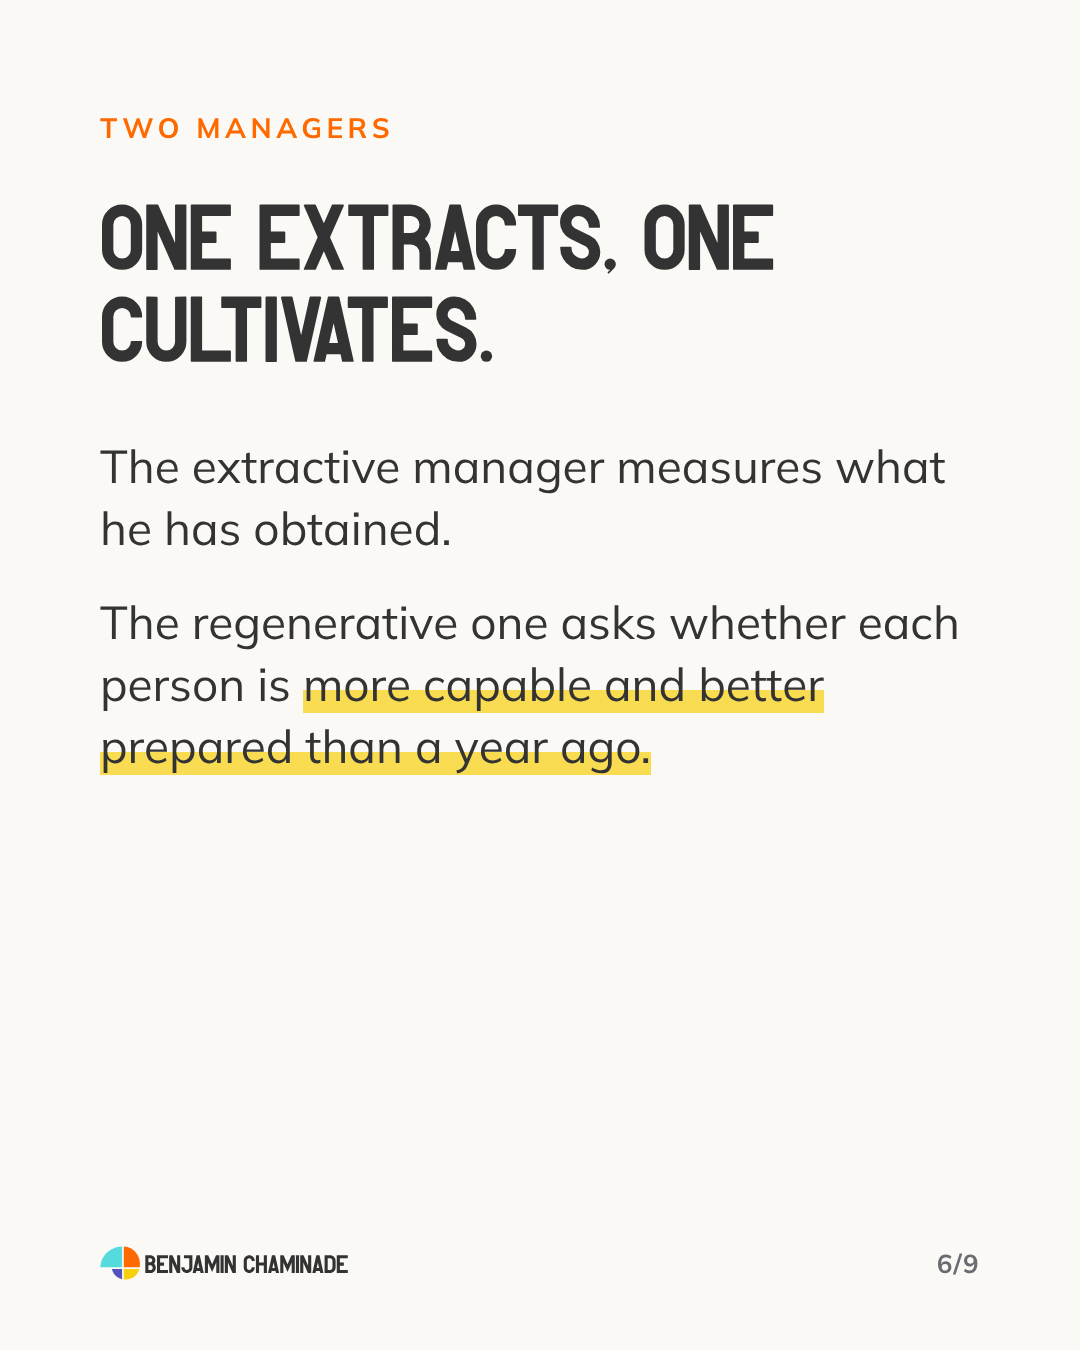 TWO MANAGERS
ONE EXTRACTS, ONE
CULTIVATES.
The extractive manager measures what
he has obtained.
The regenerative one asks whether each
person is more capable and better
prepared than a year ago.
BENJAMIN CHAMINADE
6/9